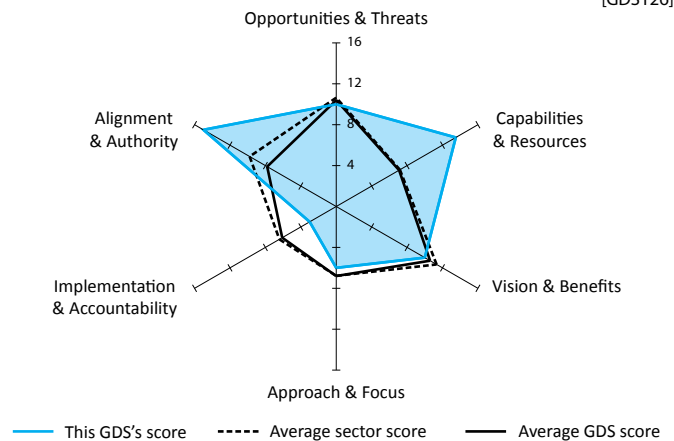 Opportunities & Threats
16
12
8
4
Alignment
& Authority
Capabilities
& Resources
Implementation
& Accountability
Vision & Benefits
Approach & Focus
This GDS's score
Average sector score
Average GDS score